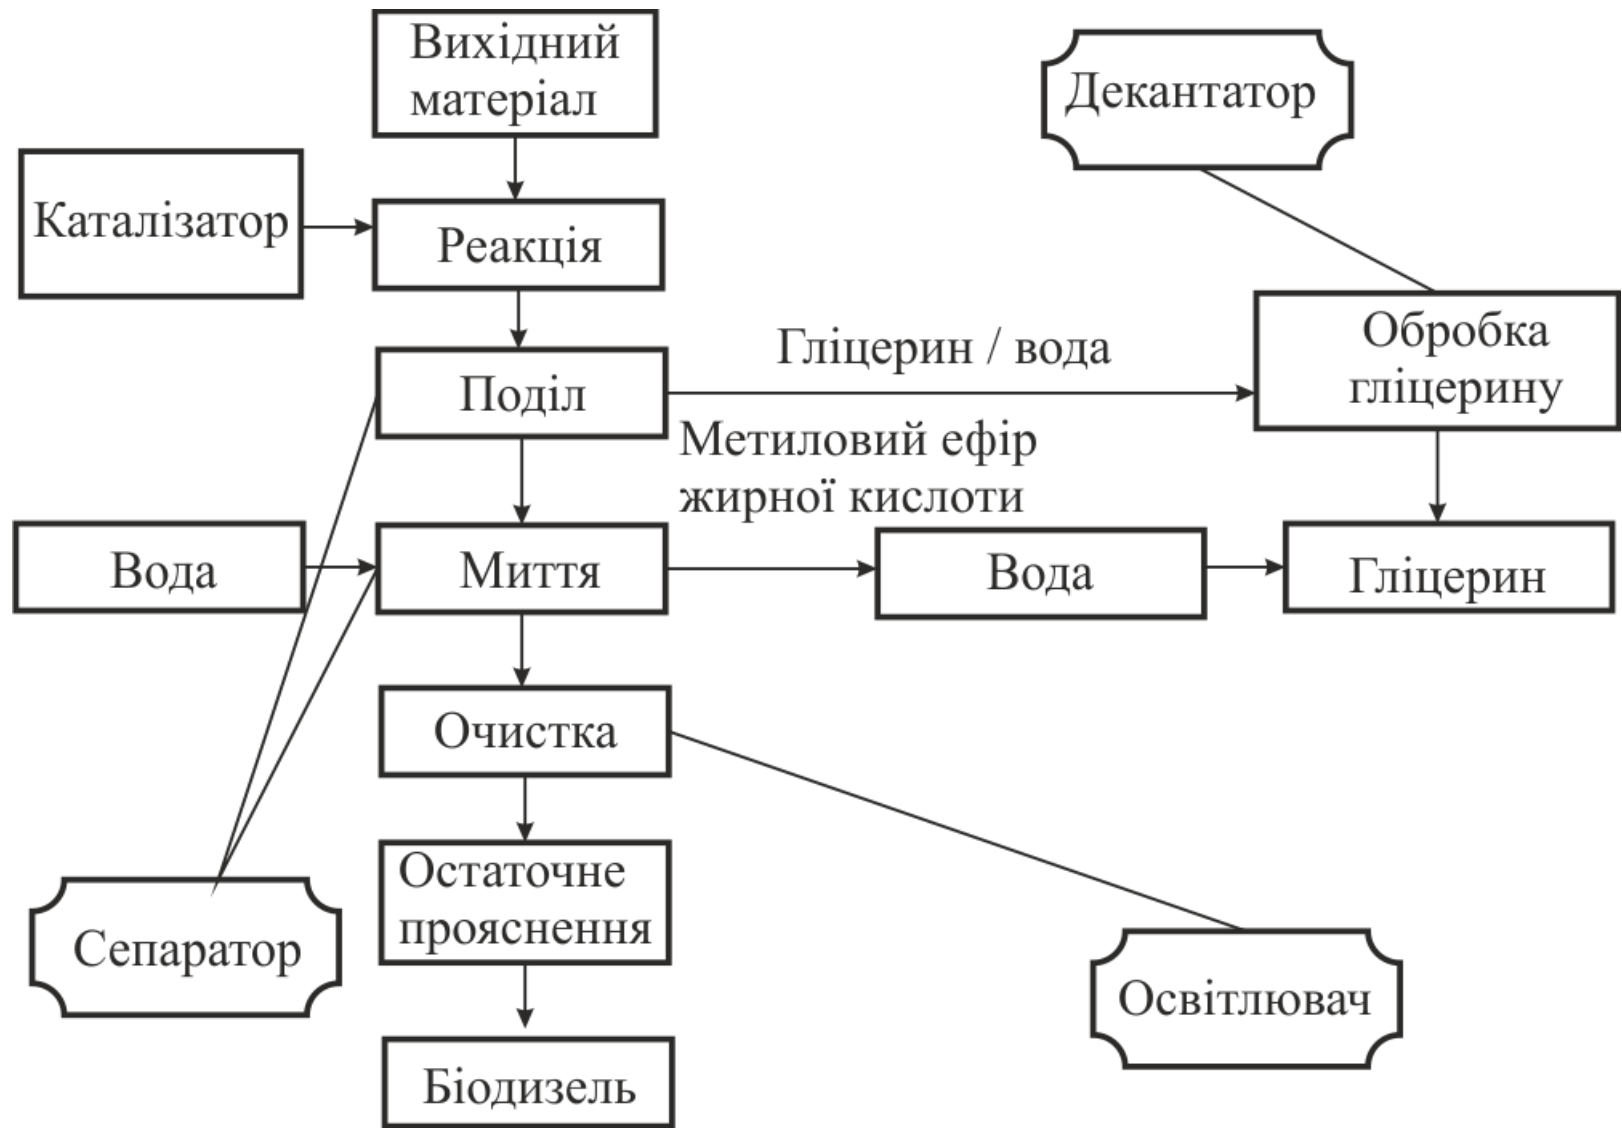 Вихідний
матеріал
Декантатор
Каталізатор
Реакція
Гліцерин / вода
Обробка
гліцерину
Поділ
Метиловий ефір
жирної кислоти
Вода
Миття
Вода
Гліцерин
Очистка
Остаточне
прояснення
Сепаратор
Освітлювач
Біодизель